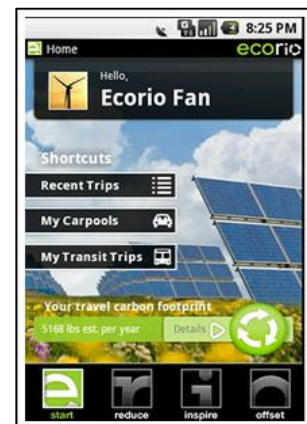 8:25 PM
Home ecorio
Hello,
Ecorio Fan
Shortcuts
Recent Trips
My Carpools
My Transit Trips
Your travel carbon footprint
5168 lbs est. per year Details
e r i o
start reduce inspire offset